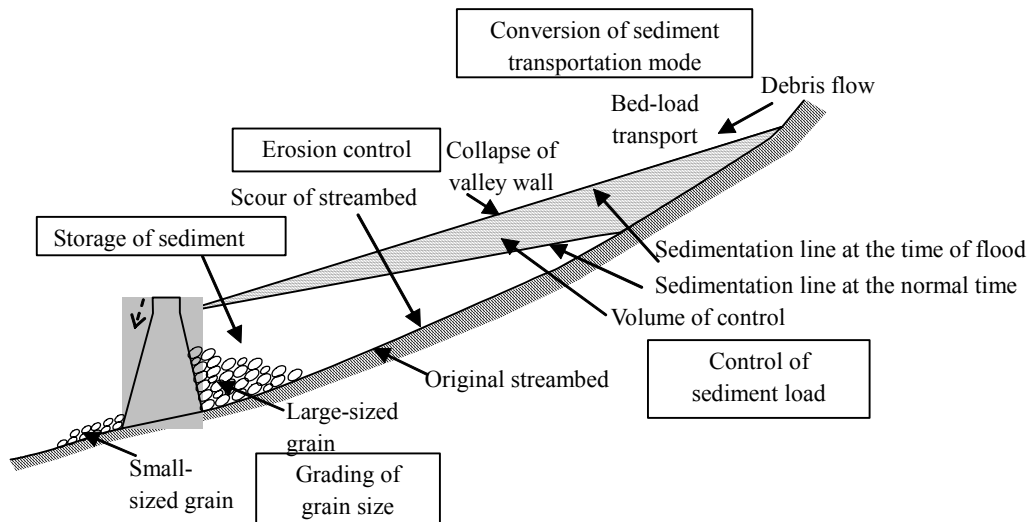 Conversion of sediment
transportation mode
Debris flow
Bed-load
transport
Erosion control
Collapse of
valley wall
Scour of streambed
Storage of sediment
Sedimentation line at the time of flood
Sedimentation line at the normal time
Volume of control
Control of
sediment load
Original streambed
Large-sized
grain
Small-
sized grain
Grading of
grain size